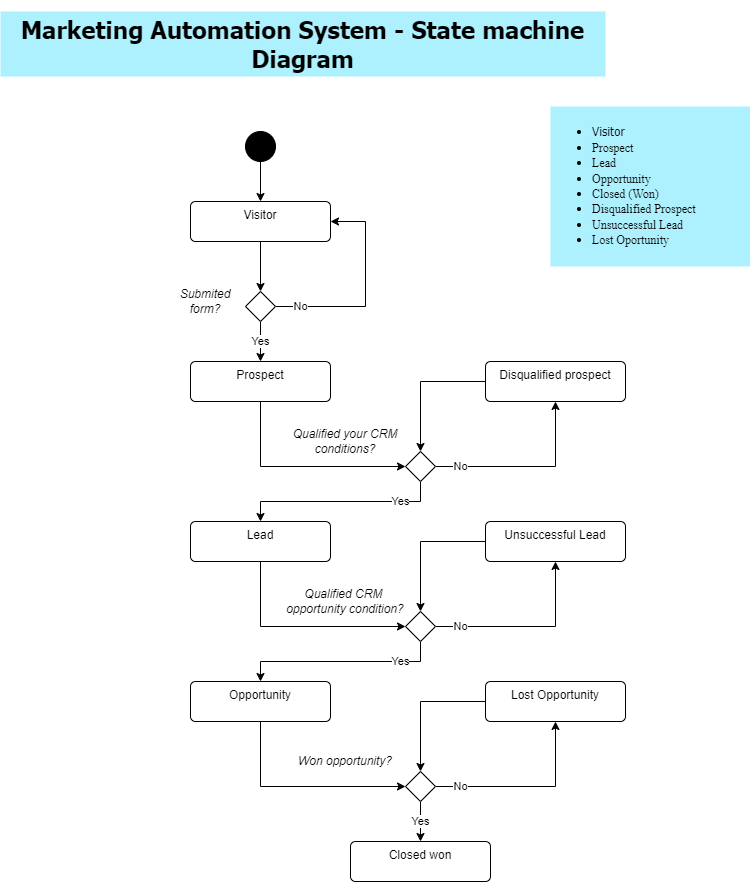 Marketing Automation System - State machine
Diagram
Visitor
Prospect
Lead
Opportunity
Closed (Won)
Disqualified Prospect
Unsuccessful Lead
Lost Oportunity
Visitor
Submited
form?
No
Yes
Prospect
Disqualified prospect
Qualified your CRM
conditions?
No
Yes
Lead
Unsuccessful Lead
Qualified CRM
opportunity condition?
No
Yes
Opportunity
Lost Opportunity
Won opportunity?
No
Yes
Closed won